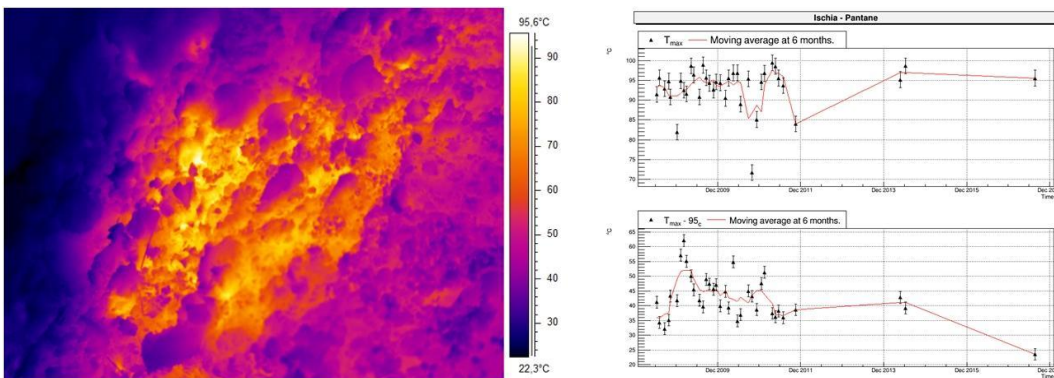 95,6°C
90
80
70
60
50
40
30
22,3°C
Ischia - Pantane
Tmax Moving average at 6 months.
°C
100
95
90
85
80
75
70
Dec 2009 Dec 2011 Dec 2013 Dec 2015
Time
Tmax - 95c Moving average at 6 months.
°C
65
60
55
50
45
40
35
30
25
20
Dec 2009 Dec 2011 Dec 2013 Dec 2015
Time